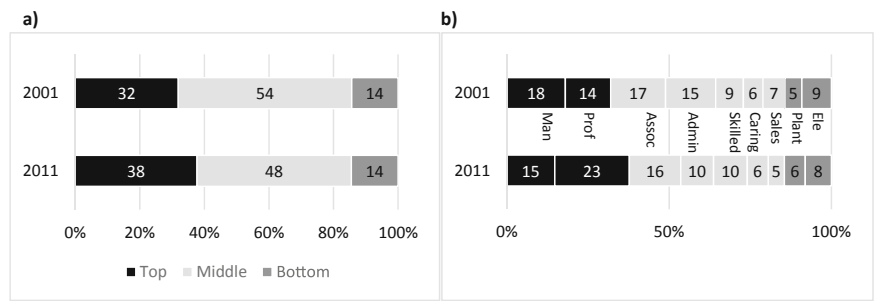 a)
2001 32 54 14
2011 38 48 14
0% 20% 40% 60% 80% 100%
Top Middle Bottom
b)
2001 18 14 17 15 9 6 7 5 9
Man Prof Assoc Admin Skilled Caring Sales Plant Ele
2011 15 23 16 10 10 6 5 6 8
0% 50% 100%